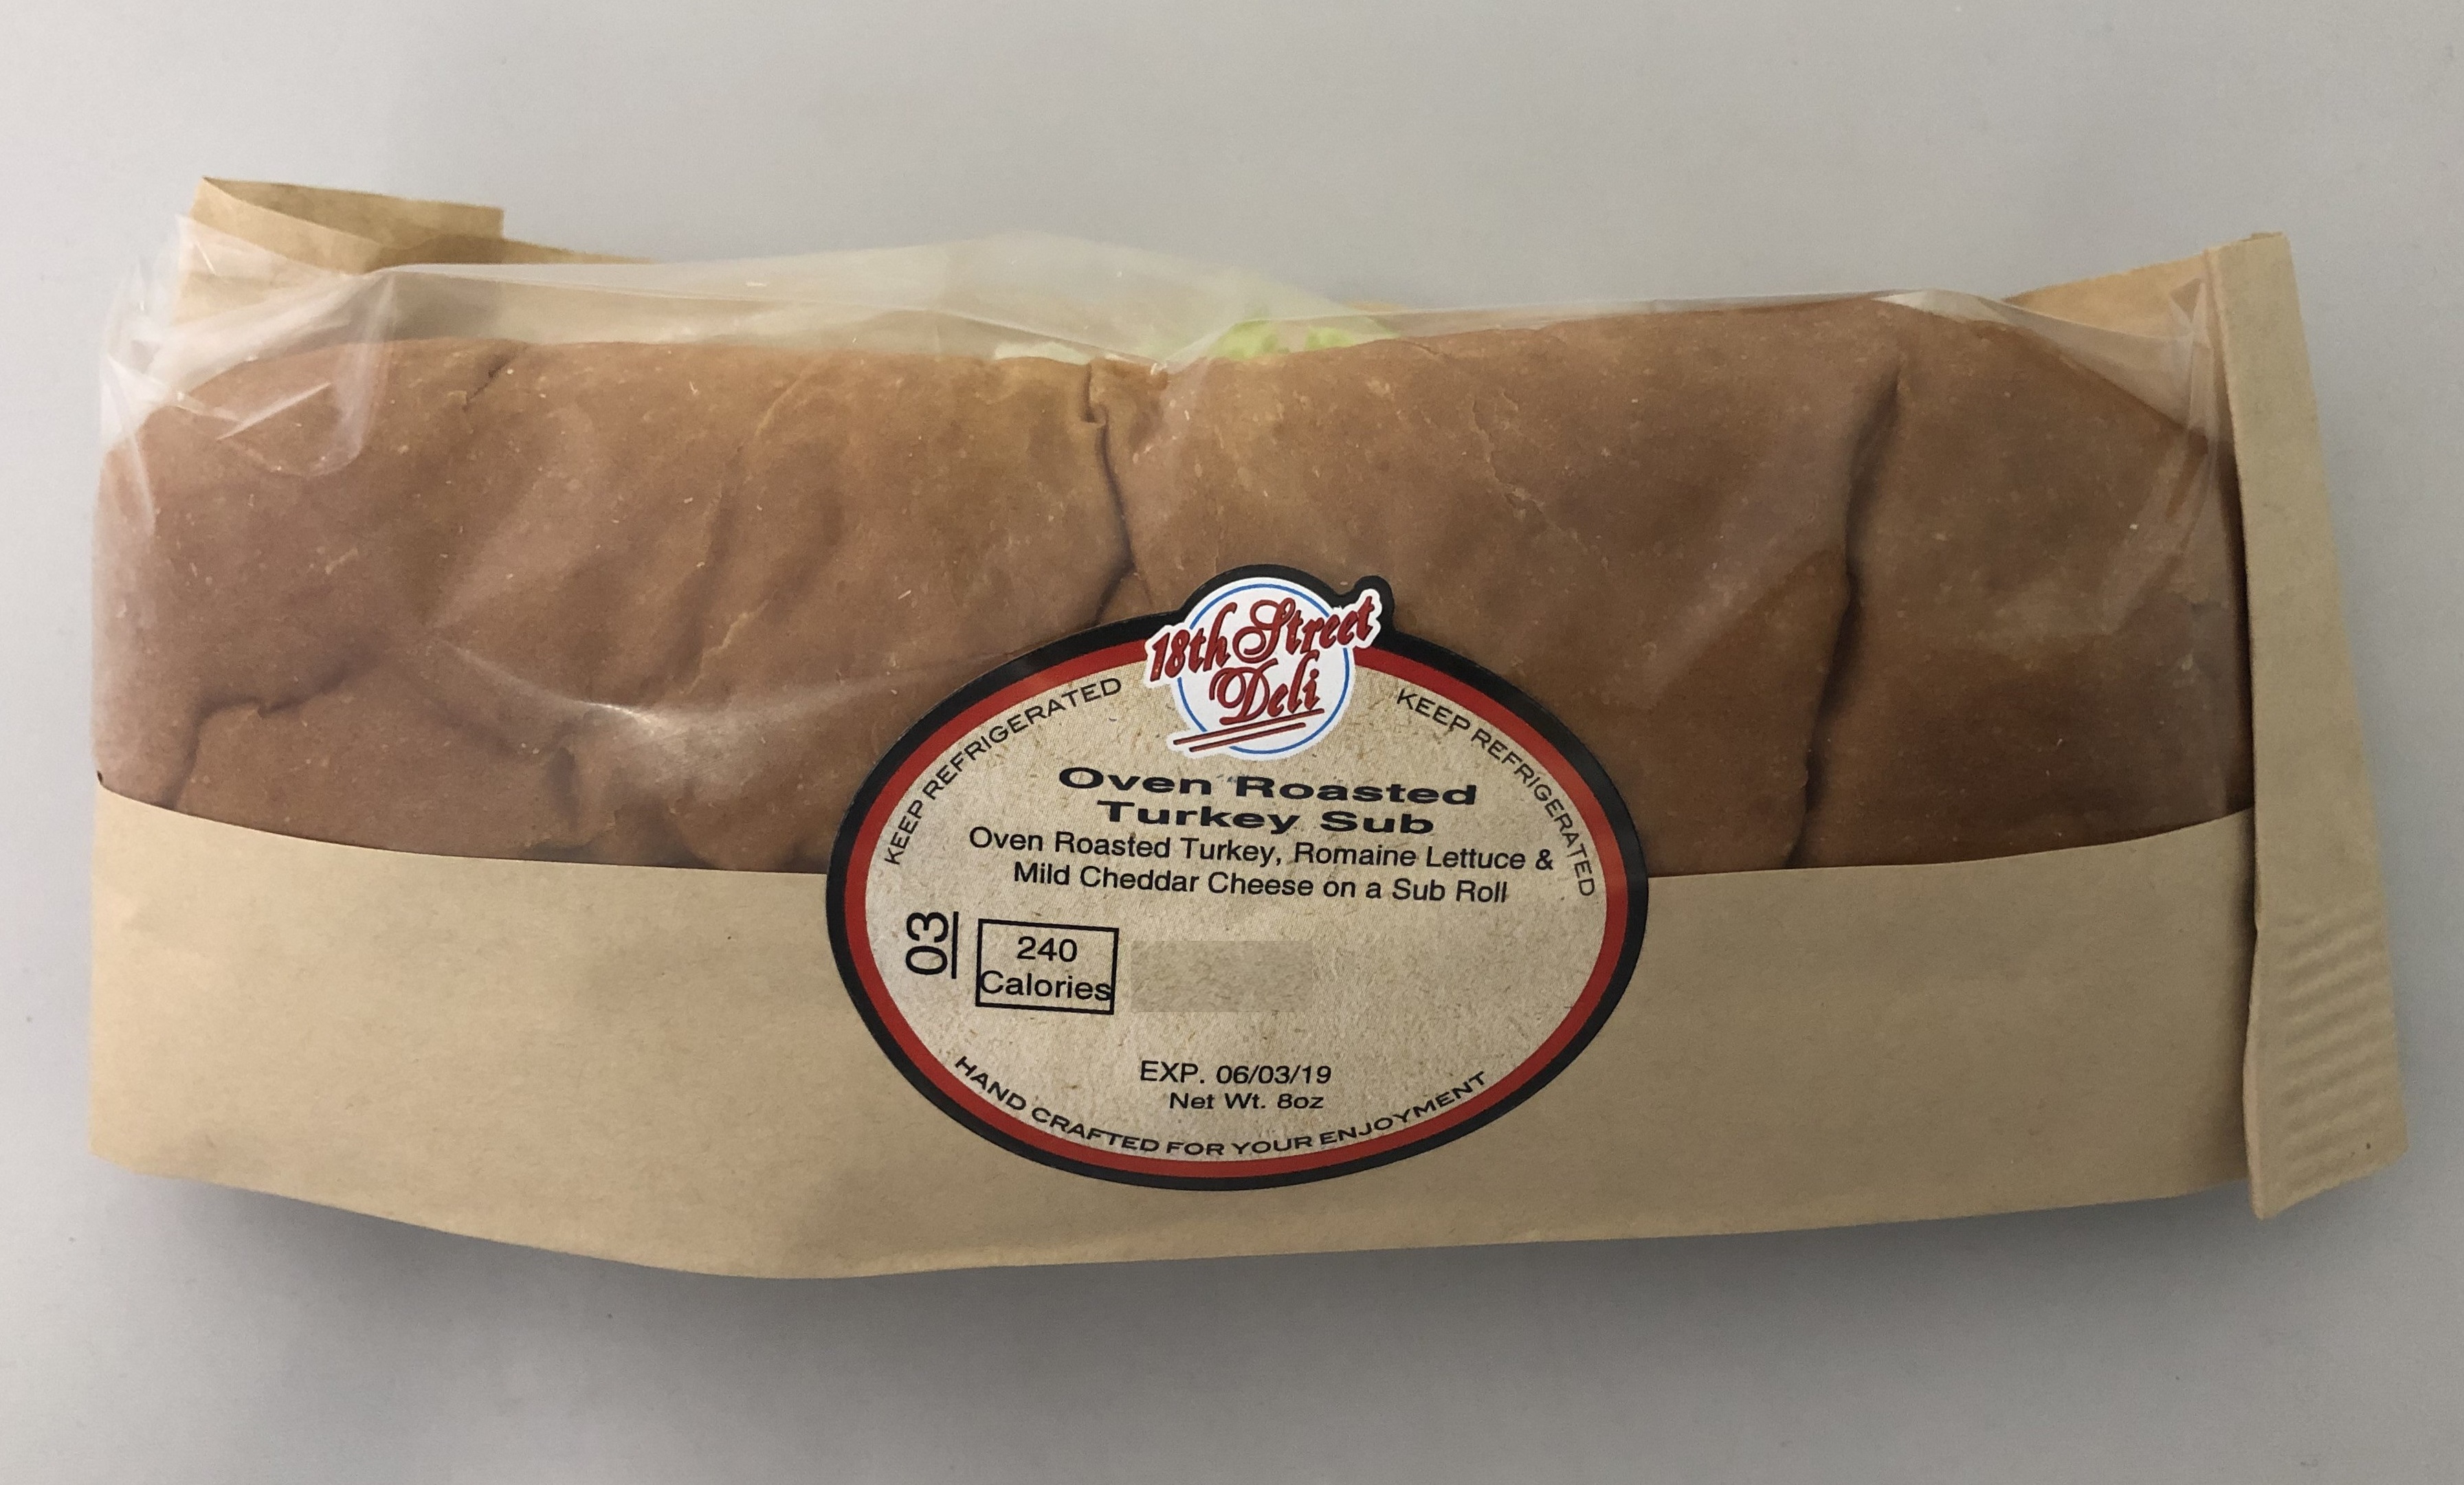 18th Street
Deli
KEEP REFRIGERATED
KEEP REFRIGERATED
Oven Roasted
Turkey Sub
Oven Roasted Turkey, Romaine Lettuce &
Mild Cheddar Cheese on a Sub Roll
03
240
Calories
EXP. 06/03/19
Net Wt. 8oz
HAND CRAFTED FOR YOUR ENJOYMENT